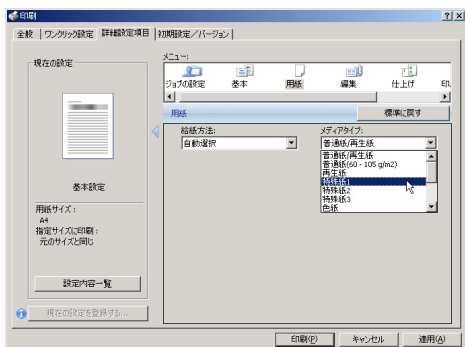 印刷
全般
ワンクリック設定
詳細設定項目
初期設定/バージョン
現在の設定
基本設定
用紙サイズ:
A4
指定サイズに印刷:
元のサイズと同じ
設定内容一覧
現在の設定を登録する...
メニュー:
ジョブの設定
基本
用紙
編集
仕上げ
用紙
標準に戻す
給紙方法:
自動選択
メディアタイプ:
普通紙/再生紙
普通紙/再生紙
普通紙(60 - 105 g/m2)
再生紙
特殊紙1
特殊紙2
特殊紙3
色紙
印刷(P)
キャンセル
適用(A)